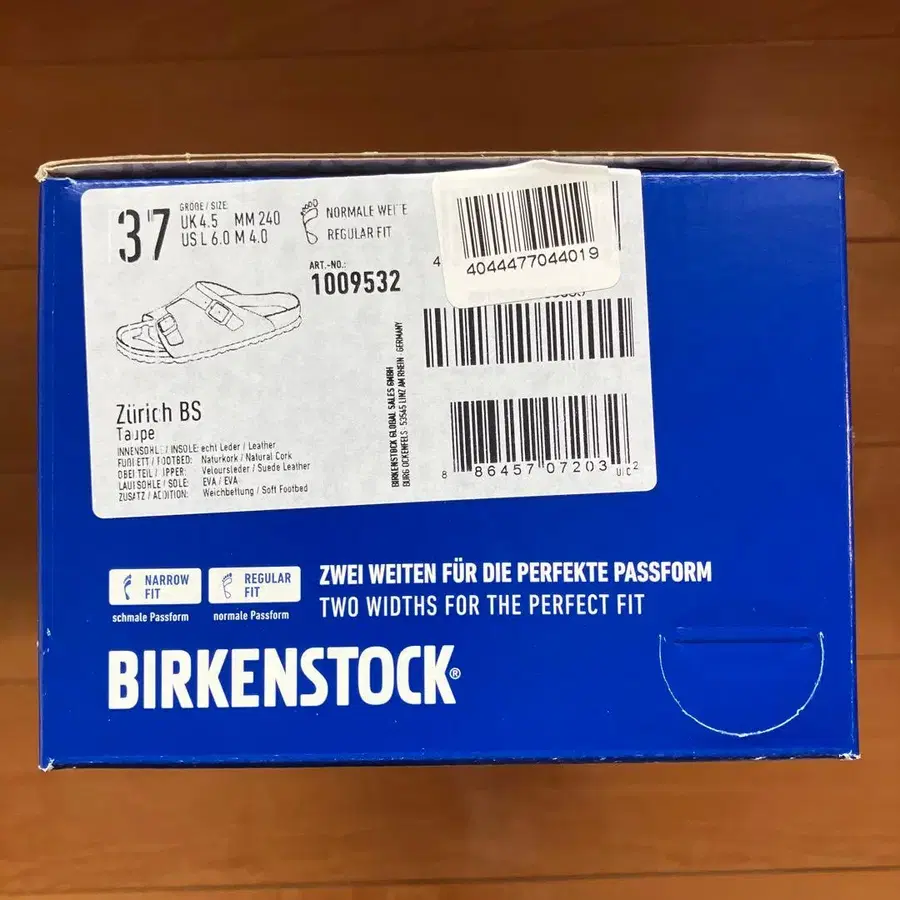 37
GRÖßE / SIZE
UK 4.5 MM 240
US L 6.0 M 4.0
NORMALE WEITE
REGULAR FIT
ART.-NO.:
1009532
4
4044477044019
Zürich BS
Taupe
INNENSOHLE / INSOLE: echt Leder / Leather
FUßBETT / FOOTBED: Naturkork / Natural Cork
OBERTEIL / UPPER: Veloursleder / Suede Leather
LAUFSOHLE / SOLE: EVA / EVA
ZUSATZ / ADDITION: Weichbettung / Soft Footbed
BIRKENSTOCK GLOBAL SALES GMBH
BURG OCKENFELS · 53545 LINZ AM RHEIN · GERMANY
8 86457 07203 2
UC
NARROW FIT
schmale Passform
REGULAR FIT
normale Passform
ZWEI WEITEN FÜR DIE PERFEKTE PASSFORM
TWO WIDTHS FOR THE PERFECT FIT
BIRKENSTOCK®